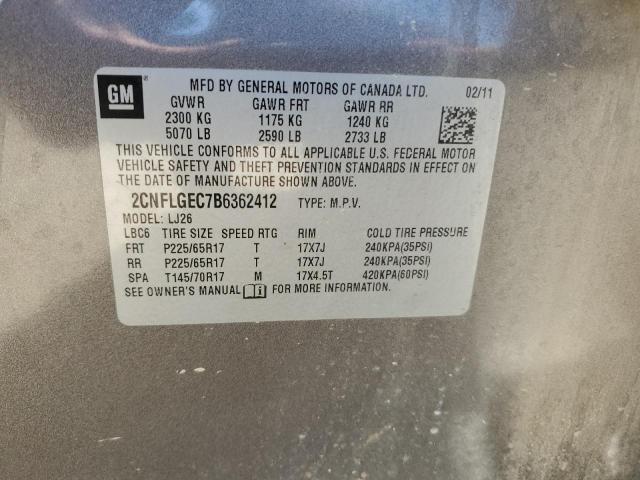 GM
MFD BY GENERAL MOTORS OF CANADA LTD. 02/11
GVWR GAWR FRT GAWR RR
2300 KG 1175 KG 1240 KG
5070 LB 2590 LB 2733 LB
THIS VEHICLE CONFORMS TO ALL APPLICABLE U.S. FEDERAL MOTOR
VEHICLE SAFETY AND THEFT PREVENTION STANDARDS IN EFFECT ON
THE DATE OF MANUFACTURE SHOWN ABOVE.
2CNFLGEC7B6362412 TYPE: M.P.V.
MODEL: LJ26
LBC6 TIRE SIZE SPEED RTG RIM COLD TIRE PRESSURE
FRT P225/65R17 T 17X7J 240KPA(35PSI)
RR P225/65R17 T 17X7J 240KPA(35PSI)
SPA T145/70R17 M 17X4.5T 420KPA(60PSI)
SEE OWNER'S MANUAL FOR MORE INFORMATION.